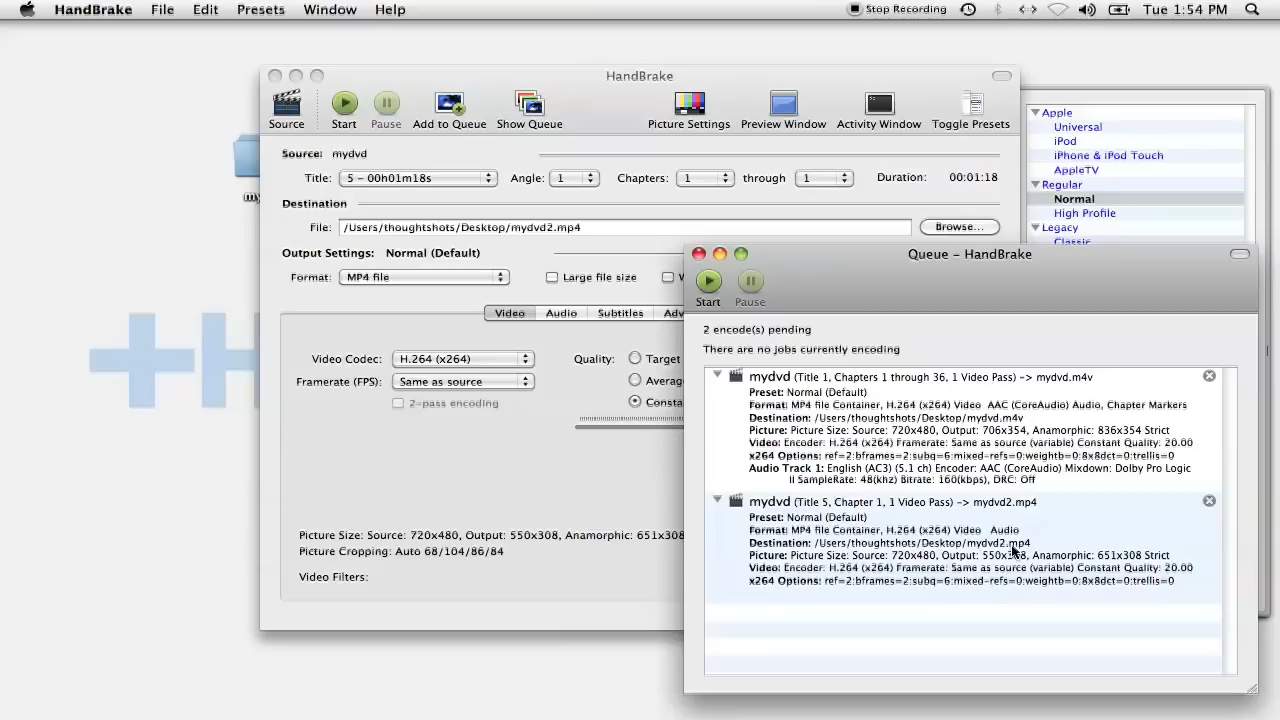 HandBrake File Edit Presets Window Help Stop Recording Tue 1:54 PM
HandBrake
Source Start Pause Add to Queue Show Queue Picture Settings Preview Window Activity Window Toggle Presets
Source: mydvd
Title: 5 - 00h01m18s Angle: 1 Chapters: 1 through 1 Duration: 00:01:18
Destination
File: /Users/thoughtshots/Desktop/mydvd2.mp4 Browse...
Output Settings: Normal (Default)
Format: MP4 file Large file size
Video Audio Subtitles Adv
Video Codec: H.264 (x264) Quality: Target
Framerate (FPS): Same as source Averag
2-pass encoding Consta
Picture Size: Source: 720x480, Output: 550x308, Anamorphic: 651x308 Strict
Picture Cropping: Auto 68/104/86/84
Video Filters:
Apple
Universal
iPod
iPhone & iPod Touch
AppleTV
Regular
Normal
High Profile
Legacy
Classic
Queue – HandBrake
Start Pause
2 encode(s) pending
There are no jobs currently encoding
mydvd (Title 1, Chapters 1 through 36, 1 Video Pass) -> mydvd.m4v
Preset: Normal (Default)
Format: MP4 file Container, H.264 (x264) Video AAC (CoreAudio) Audio, Chapter Markers
Destination: /Users/thoughtshots/Desktop/mydvd.m4v
Picture: Picture Size: Source: 720x480, Output: 706x354, Anamorphic: 836x354 Strict
Video: Encoder: H.264 (x264) Framerate: Same as source (variable) Constant Quality: 20.00
x264 Options: ref=2:bframes=2:subq=6:mixed-refs=0:weightb=0:8x8dct=0:trellis=0
Audio Track 1: English (AC3) (5.1 ch) Encoder: AAC (CoreAudio) Mixdown: Dolby Pro Logic
II SampleRate: 48(khz) Bitrate: 160(kbps), DRC: Off
mydvd (Title 5, Chapter 1, 1 Video Pass) -> mydvd2.mp4
Preset: Normal (Default)
Format: MP4 file Container, H.264 (x264) Video Audio
Destination: /Users/thoughtshots/Desktop/mydvd2.mp4
Picture: Picture Size: Source: 720x480, Output: 550x308, Anamorphic: 651x308 Strict
Video: Encoder: H.264 (x264) Framerate: Same as source (variable) Constant Quality: 20.00
x264 Options: ref=2:bframes=2:subq=6:mixed-refs=0:weightb=0:8x8dct=0:trellis=0